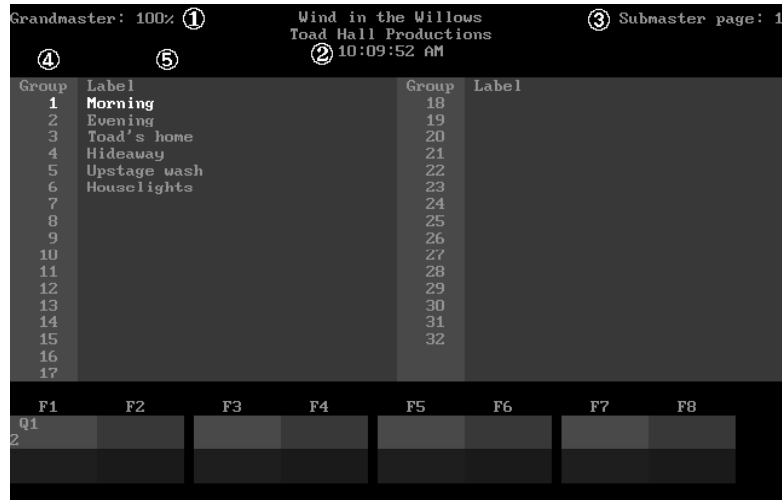 Grandmaster: 100% ① Wind in the Willows ③ Submaster page: 1
Toad Hall Productions
② 10:09:52 AM
④ ⑤
Group Label Group Label
1 Morning 18
2 Evening 19
3 Toad's home 20
4 Hideaway 21
5 Upstage wash 22
6 Houselights 23
7 24
8 25
9 26
10 27
11 28
12 29
13 30
14 31
15 32
16
17
F1 F2 F3 F4 F5 F6 F7 F8
Q1
2